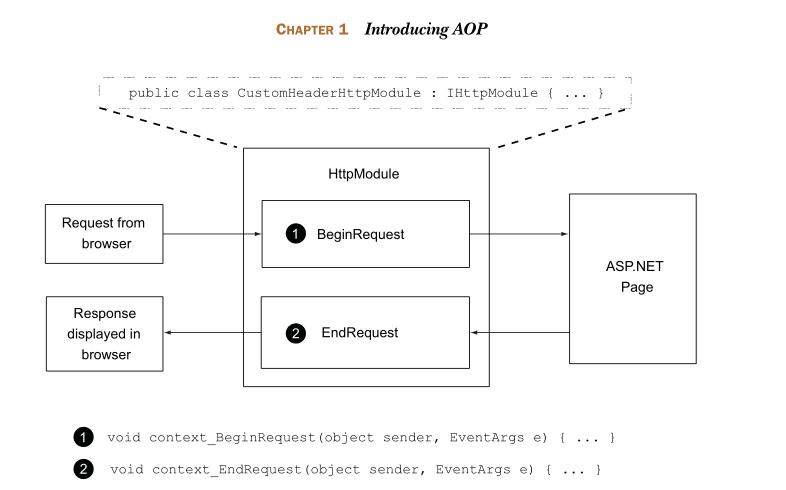 CHAPTER 1 Introducing AOP
public class CustomHeaderHttpModule : IHttpModule { ... }
HttpModule
Request from
browser
1 BeginRequest
ASP.NET
Page
Response
displayed in
browser
2 EndRequest
1 void context_BeginRequest(object sender, EventArgs e) { ... }
2 void context_EndRequest(object sender, EventArgs e) { ... }